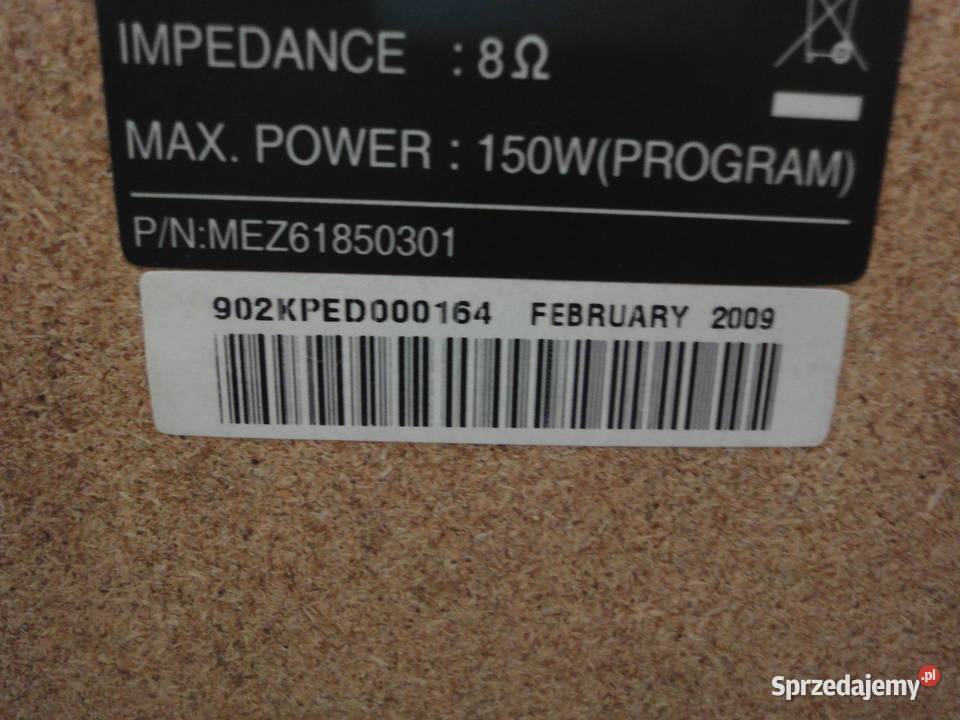 IMPEDANCE : 8Ω
MAX. POWER : 150W(PROGRAM)
P/N:MEZ61850301
902KPED000164 FEBRUARY 2009
Sprzedajemy.pl